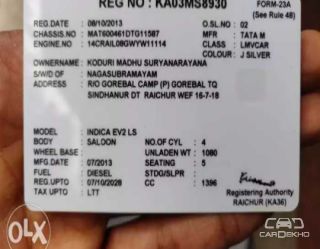 REG NO : KA03MS8930
FORM-23A
(See Rule 48)
REG.DATE : 08/10/2013 O.SL.NO : 02
CHASSIS.NO : MAT600461DTG11587 MFR : TATA M
ENGINE.NO : 14CRAIL08GWYW11114 CLASS : LMVCAR
COLOUR : J SILVER
OWNERNAME : KODURI MADHU SURYANARAYANA
S/W/D OF : NAGASUBRAMAYAM
ADDRESS : R/O GOREBAL CAMP (P) GOREBAL TQ
SINDHANUR DT RAICHUR WEF 16-7-18
MODEL : INDICA EV2 LS
BODY : SALOON NO.OF CYL : 4
WHEEL BASE : UNLADEN WT : 1080
MFG.DATE : 07/2013 SEATING : 5
FUEL : DIESEL STDG/SLPR :
REG UPTO : 07/10/2028 CC : 1396
TAX UPTO : LTT
Registering Authority
RAICHUR (KA36)
OLX
CARDEKHO